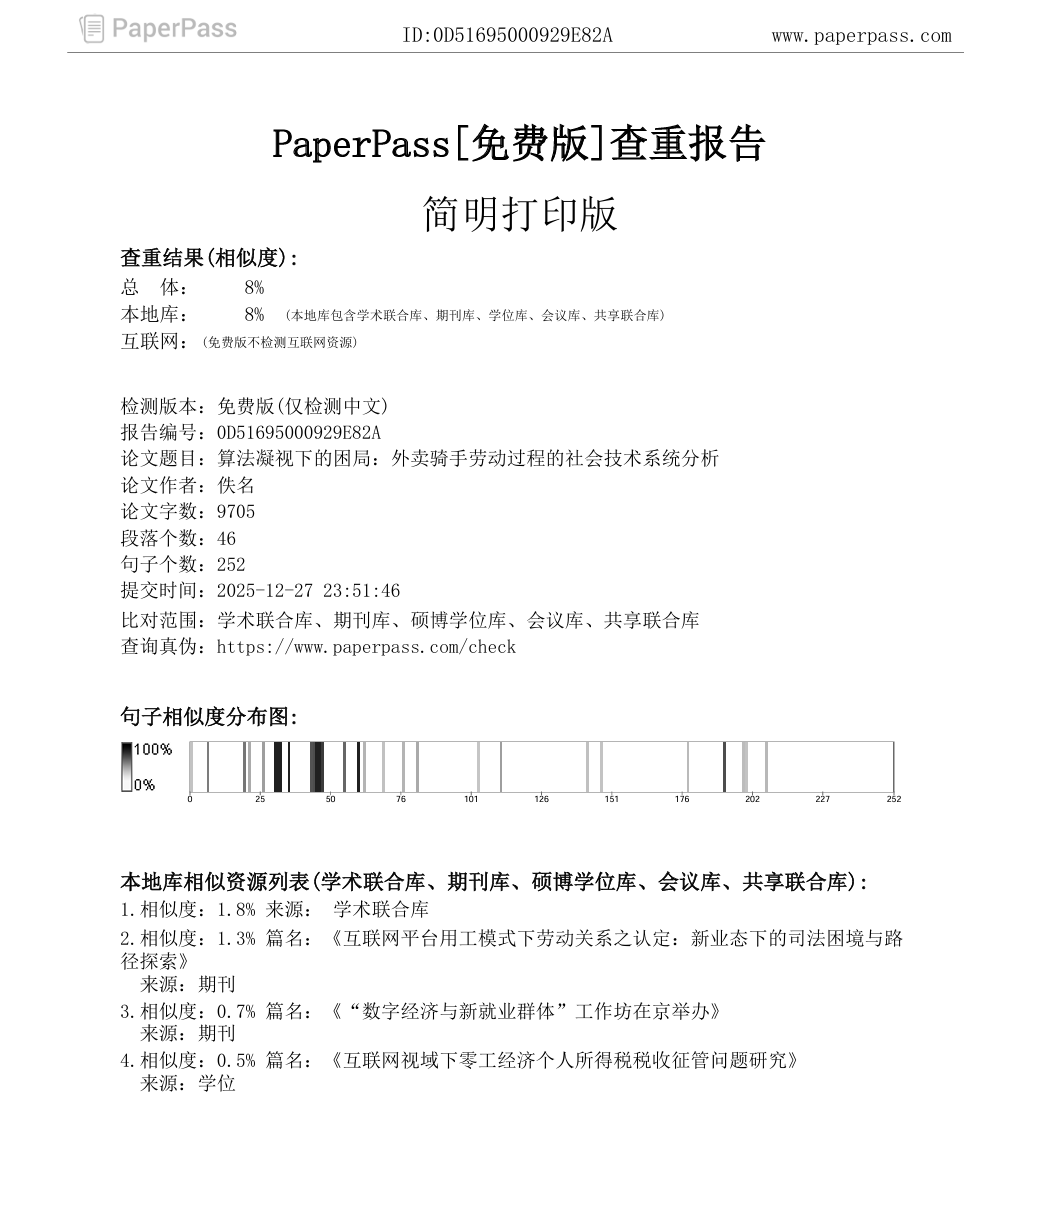 PaperPass
ID:0D51695000929E82A
www.paperpass.com
PaperPass[免费版]查重报告
简明打印版
查重结果(相似度):
总 体: 8%
本地库: 8% (本地库包含学术联合库、期刊库、学位库、会议库、共享联合库)
互联网: (免费版不检测互联网资源)
检测版本: 免费版(仅检测中文)
报告编号: 0D51695000929E82A
论文题目: 算法凝视下的困局: 外卖骑手劳动过程的社会技术系统分析
论文作者: 佚名
论文字数: 9705
段落个数: 46
句子个数: 252
提交时间: 2025-12-27 23:51:46
比对范围: 学术联合库、期刊库、硕博学位库、会议库、共享联合库
查询真伪: https://www.paperpass.com/check
句子相似度分布图:
100%
0%
0 25 50 76 101 126 151 176 202 227 252
本地库相似资源列表(学术联合库、期刊库、硕博学位库、会议库、共享联合库):
1.相似度: 1.8% 来源: 学术联合库
2.相似度: 1.3% 篇名: 《互联网平台用工模式下劳动关系之认定: 新业态下的司法困境与路
径探索》
来源: 期刊
3.相似度: 0.7% 篇名: 《“数字经济与新就业群体”工作坊在京举办》
来源: 期刊
4.相似度: 0.5% 篇名: 《互联网视域下零工经济个人所得税税收征管问题研究》
来源: 学位